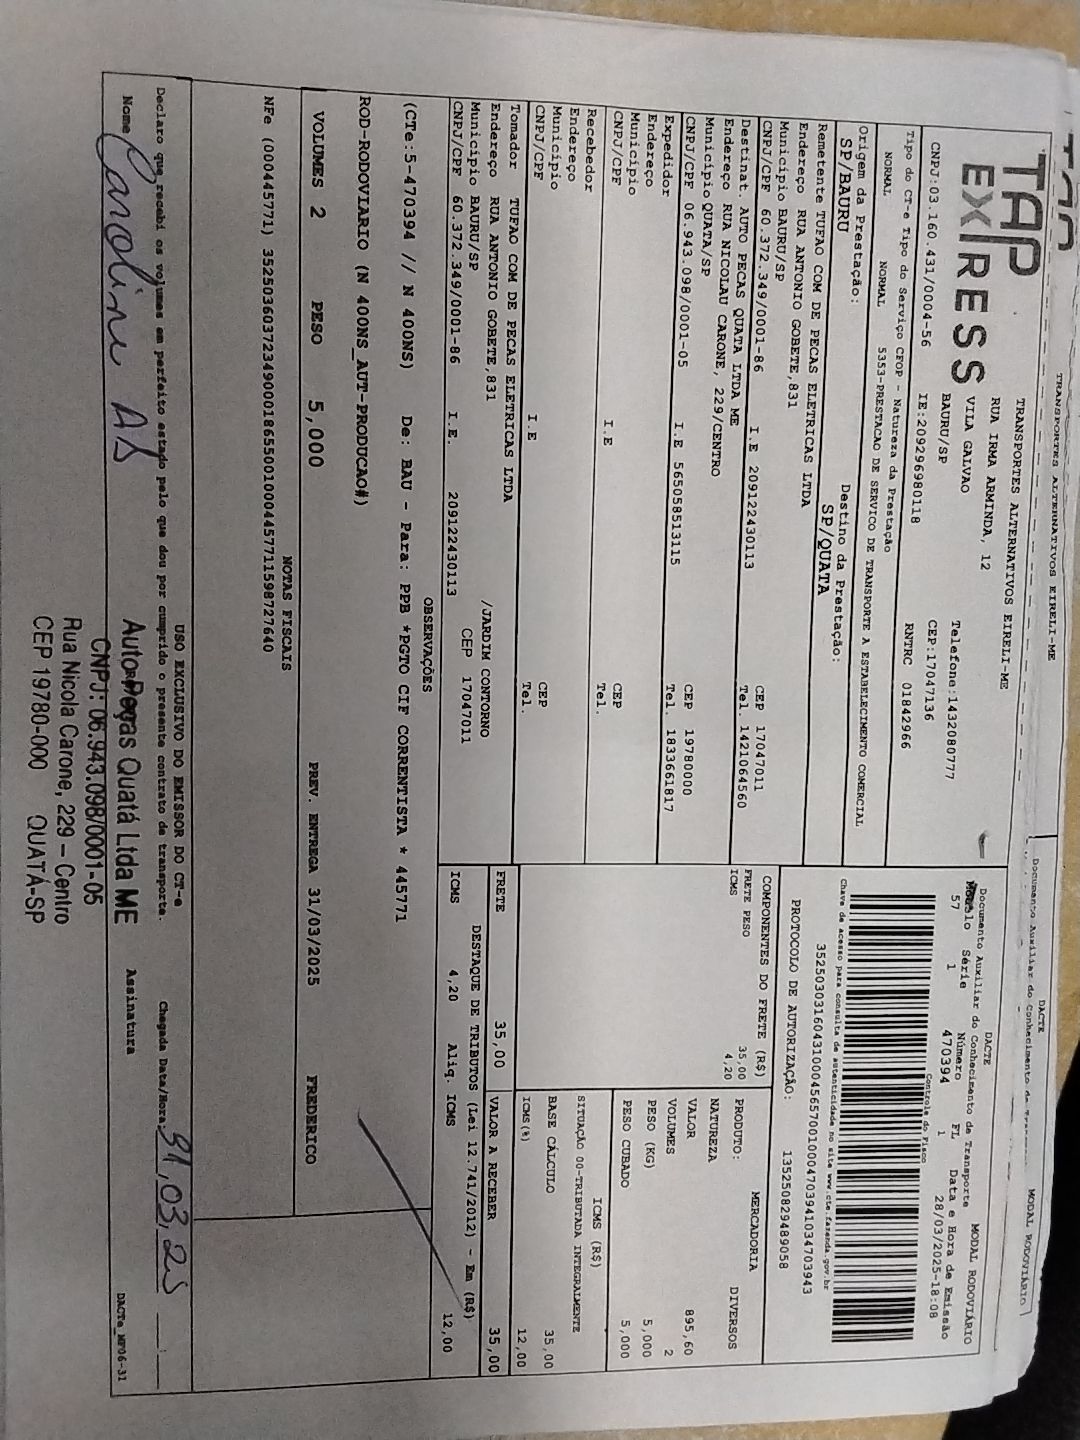 TRANSPORTES ALTERNATIVOS EIRELI-ME
DACTE
MODAL RODOVIÁRIO
TAP
EXPRESS
TRANSPORTES ALTERNATIVOS EIRELI-ME
RUA IRMA ARMINDA, 12
VILA GALVAO
Telefone:1432080777
BAURU/SP
CEP:17047136
CNPJ:03.160.431/0004-56
IE:209296980118
RNTRC 01842966
DACTE
MODAL RODOVIÁRIO
Documento Auxiliar do Conhecimento de Transporte
Modelo Série Número FL Data e Hora de Emissão
57 1 470394 1 28/03/2025-18:08
Controle do Fisco
Chave de acesso para consulta de autenticidade no site www.cte.fazenda.gov.br
35250303160431000456570010004703941034703943
PROTOCOLO DE AUTORIZAÇÃO: 135250829489058
Tipo do CT-e Tipo do Serviço CFOP - Natureza da Prestação
NORMAL NORMAL 5353-PRESTACAO DE SERVICO DE TRANSPORTE A ESTABELECIMENTO COMERCIAL
Origem da Prestação: Destino da Prestação:
SP/BAURU SP/QUATA
Remetente TUFAO COM DE PECAS ELETRICAS LTDA
Endereço RUA ANTONIO GOBETE,831
Município BAURU/SP CEP 17047011
CNPJ/CPF 60.372.349/0001-86 I.E 209122430113 Tel. 1421064560
Destinat. AUTO PECAS QUATA LTDA ME
Endereço RUA NICOLAU CARONE, 229/CENTRO
Município QUATA/SP CEP 19780000
CNPJ/CPF 06.943.098/0001-05 I.E 565058513115 Tel. 1833661817
Expedidor
Endereço
Município CEP
CNPJ/CPF I.E Tel.
Recebedor
Endereço
Município CEP
CNPJ/CPF I.E Tel.
Tomador TUFAO COM DE PECAS ELETRICAS LTDA
Endereço RUA ANTONIO GOBETE,831 /JARDIM CONTORNO
Município BAURU/SP CEP 17047011
CNPJ/CPF 60.372.349/0001-86 I.E. 209122430113
COMPONENTES DO FRETE (R$)
FRETE PESO 35,00
ICMS 4,20
MERCADORIA
PRODUTO: DIVERSOS
NATUREZA
VALOR 895,60
VOLUMES 2
PESO (KG) 5,000
PESO CUBADO 5,000
ICMS (R$)
SITUAÇÃO 00-TRIBUTADA INTEGRALMENTE
BASE CÁLCULO 35,00
ICMS(%) 12,00
FRETE 35,00 VALOR A RECEBER 35,00
DESTAQUE DE TRIBUTOS (Lei 12.741/2012) - Em (R$)
ICMS 4,20 Aliq. ICMS 12,00
OBSERVAÇÕES
(CTe:5-470394 // N 400NS) De: BAU - Para: PPB *PGTO CIF CORRENTISTA * 445771
ROD-RODOVIARIO (N 400NS_AUT-PRODUCAO#)
VOLUMES 2 PESO 5,000 PREV. ENTREGA 31/03/2025 FREDERICO
NOTAS FISCAIS
USO EXCLUSIVO DO EMISSOR DO CT-e
Declaro que recebi os volumes em perfeito estado pelo que dou por cumprido o presente contrato de transporte.
Chegada Data/Hora 31,03,25
Nome Caroline
Assinatura
Auto Peças Quatá Ltda ME
CNPJ: 06.943.098/0001-05
Rua Nicola Carone, 229 - Centro
CEP 19780-000 QUATÁ-SP
DACTe_MP06-31